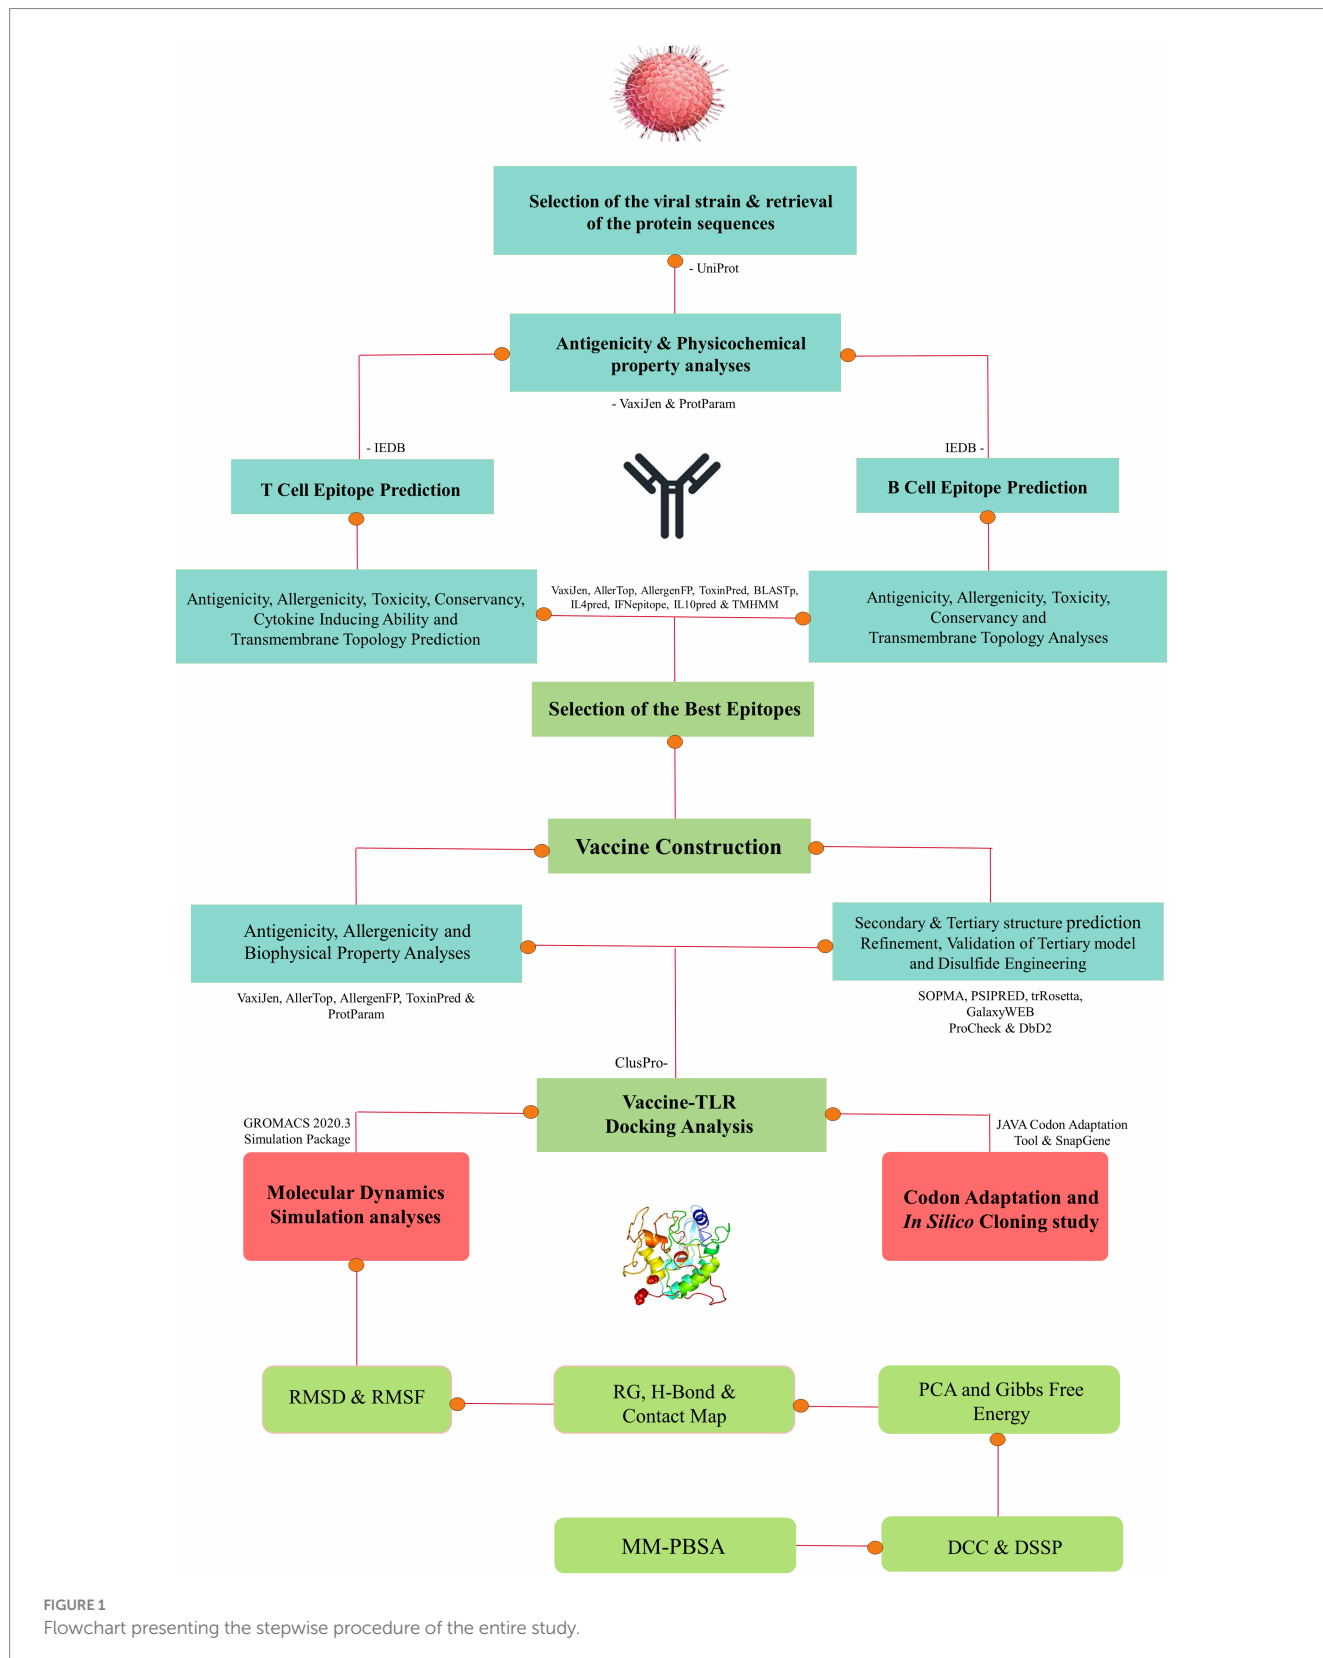 Selection of the viral strain & retrieval
of the protein sequences
- UniProt
Antigenicity & Physicochemical
property analyses
- VaxiJen & ProtParam
- IEDB
IEDB -
T Cell Epitope Prediction
B Cell Epitope Prediction
Antigenicity, Allergenicity, Toxicity, Conservancy,
Cytokine Inducing Ability and
Transmembrane Topology Prediction
VaxiJen, AllerTop, AllergenFP, ToxinPred, BLASTp,
IL4pred, IFNepitope, IL10pred & TMHMM
Antigenicity, Allergenicity, Toxicity,
Conservancy and
Transmembrane Topology Analyses
Selection of the Best Epitopes
Vaccine Construction
Antigenicity, Allergenicity and
Biophysical Property Analyses
VaxiJen, AllerTop, AllergenFP, ToxinPred &
ProtParam
Secondary & Tertiary structure prediction
Refinement, Validation of Tertiary model
and Disulfide Engineering
SOPMA, PSIPRED, trRosetta,
GalaxyWEB
ProCheck & DbD2
ClusPro-
Vaccine-TLR
Docking Analysis
GROMACS 2020.3
Simulation Package
JAVA Codon Adaptation
Tool & SnapGene
Molecular Dynamics
Simulation analyses
Codon Adaptation and
In Silico Cloning study
RMSD & RMSF
RG, H-Bond &
Contact Map
PCA and Gibbs Free
Energy
MM-PBSA
DCC & DSSP
FIGURE 1
Flowchart presenting the stepwise procedure of the entire study.